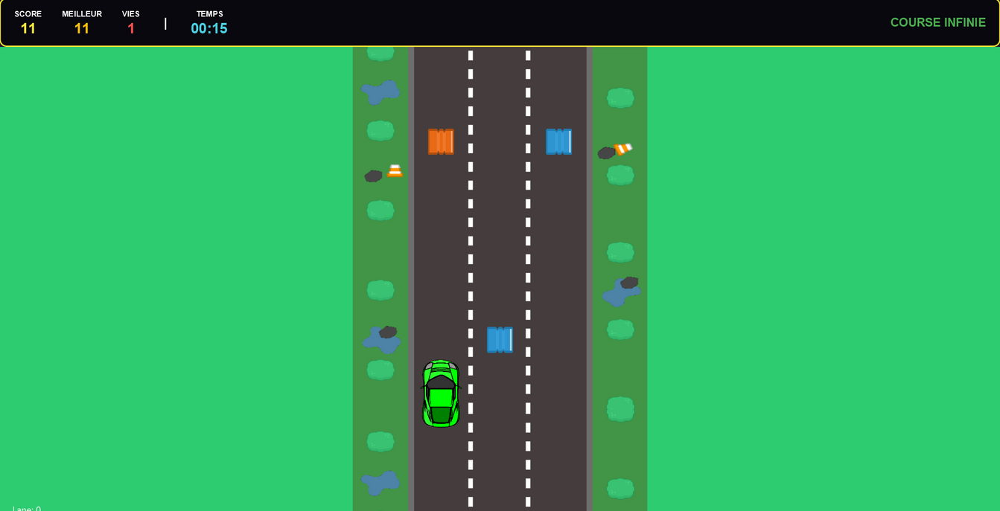 SCORE
11
MEILLEUR
11
VIES
1
|
TEMPS
00:15
COURSE INFINIE
Lane: 0